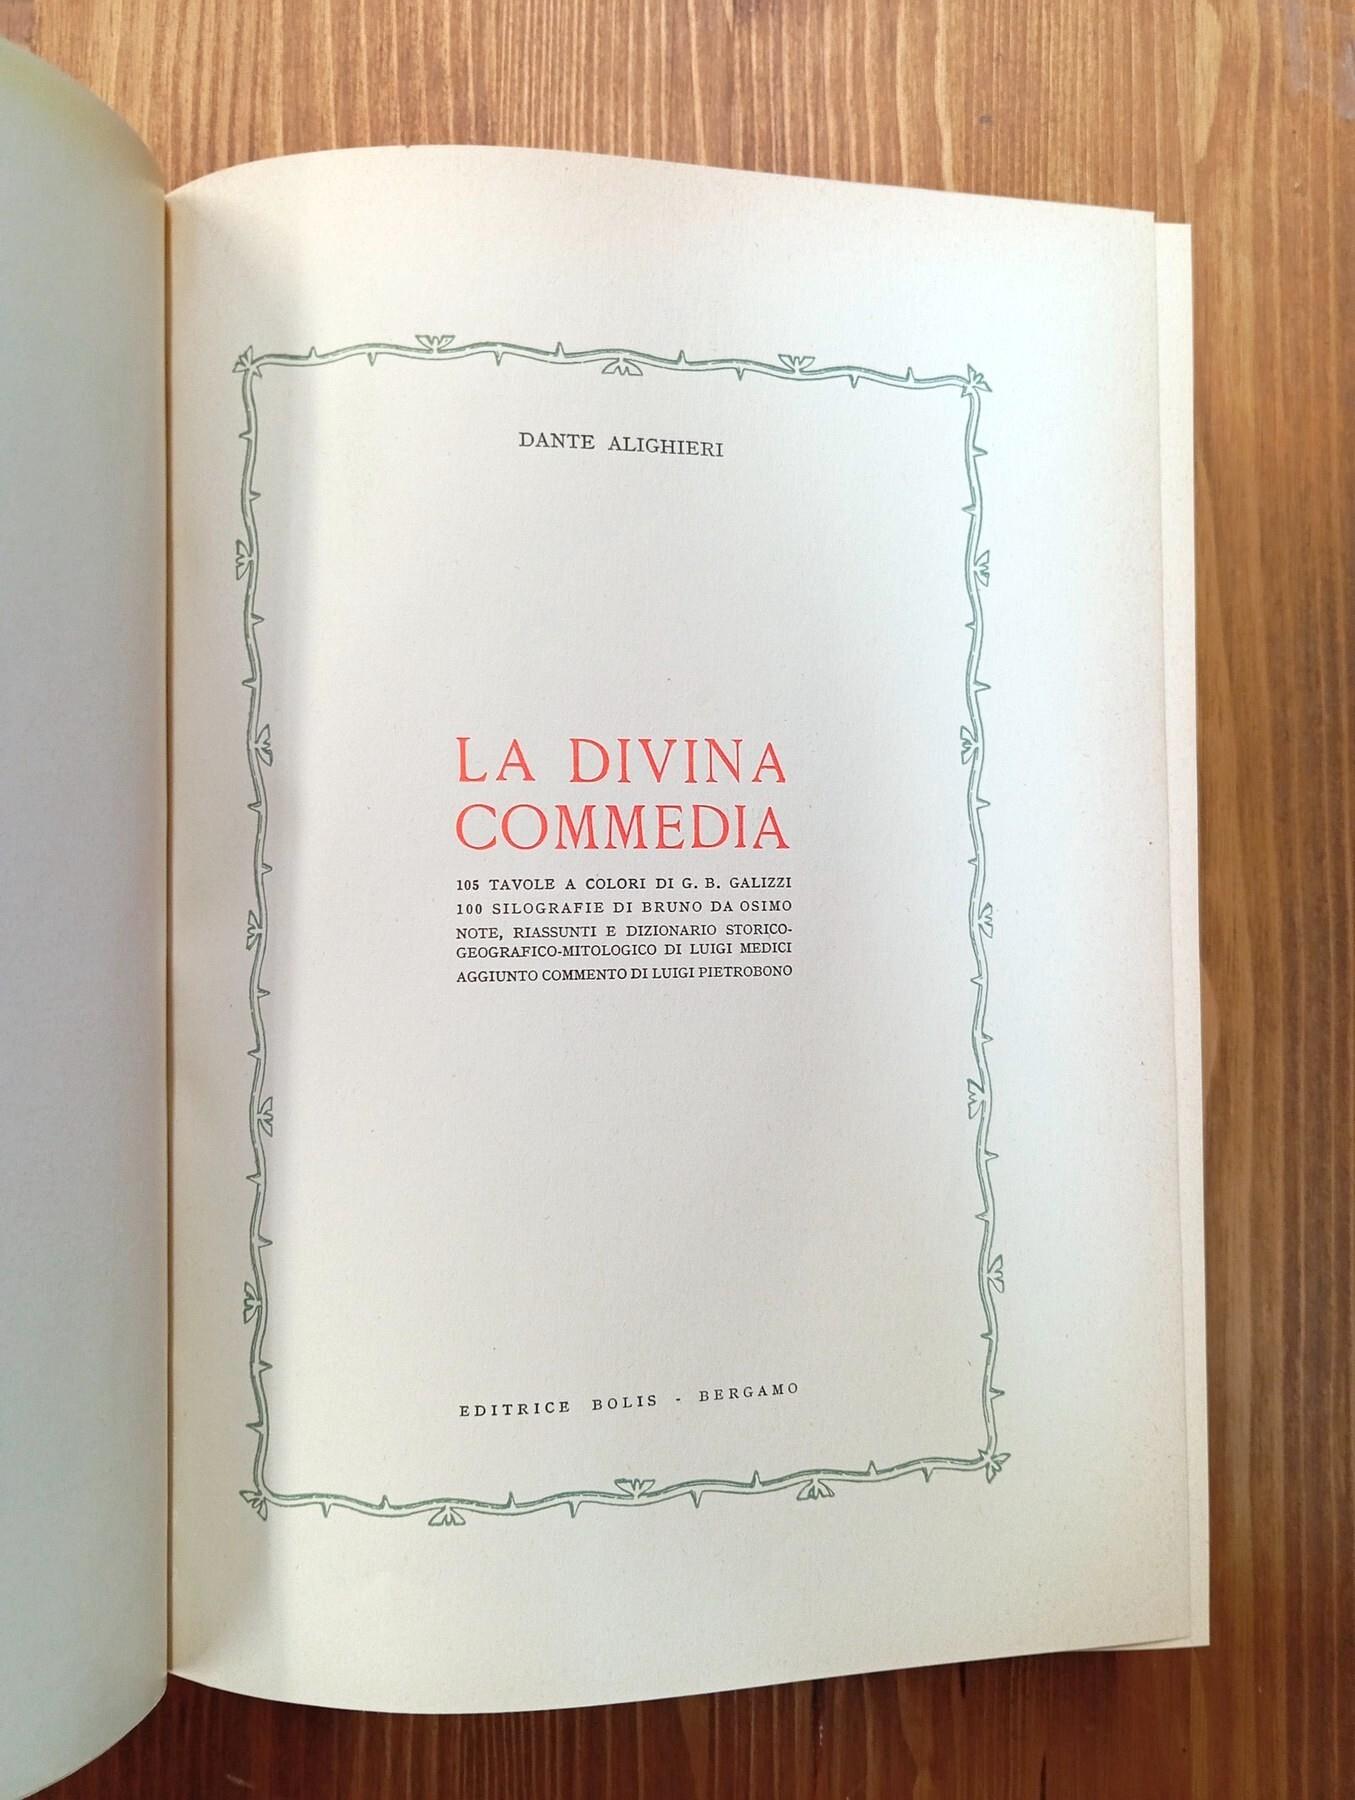 DANTE ALIGHIERI
LA DIVINA
COMMEDIA
105 TAVOLE A COLORI DI G. B. GALIZZI
100 SILOGRAFIE DI BRUNO DA OSIMO
NOTE, RIASSUNTI E DIZIONARIO STORICO-
GEOGRAFICO-MITOLOGICO DI LUIGI MEDICI
AGGIUNTO COMMENTO DI LUIGI PIETROBONO
EDITRICE BOLIS - BERGAMO